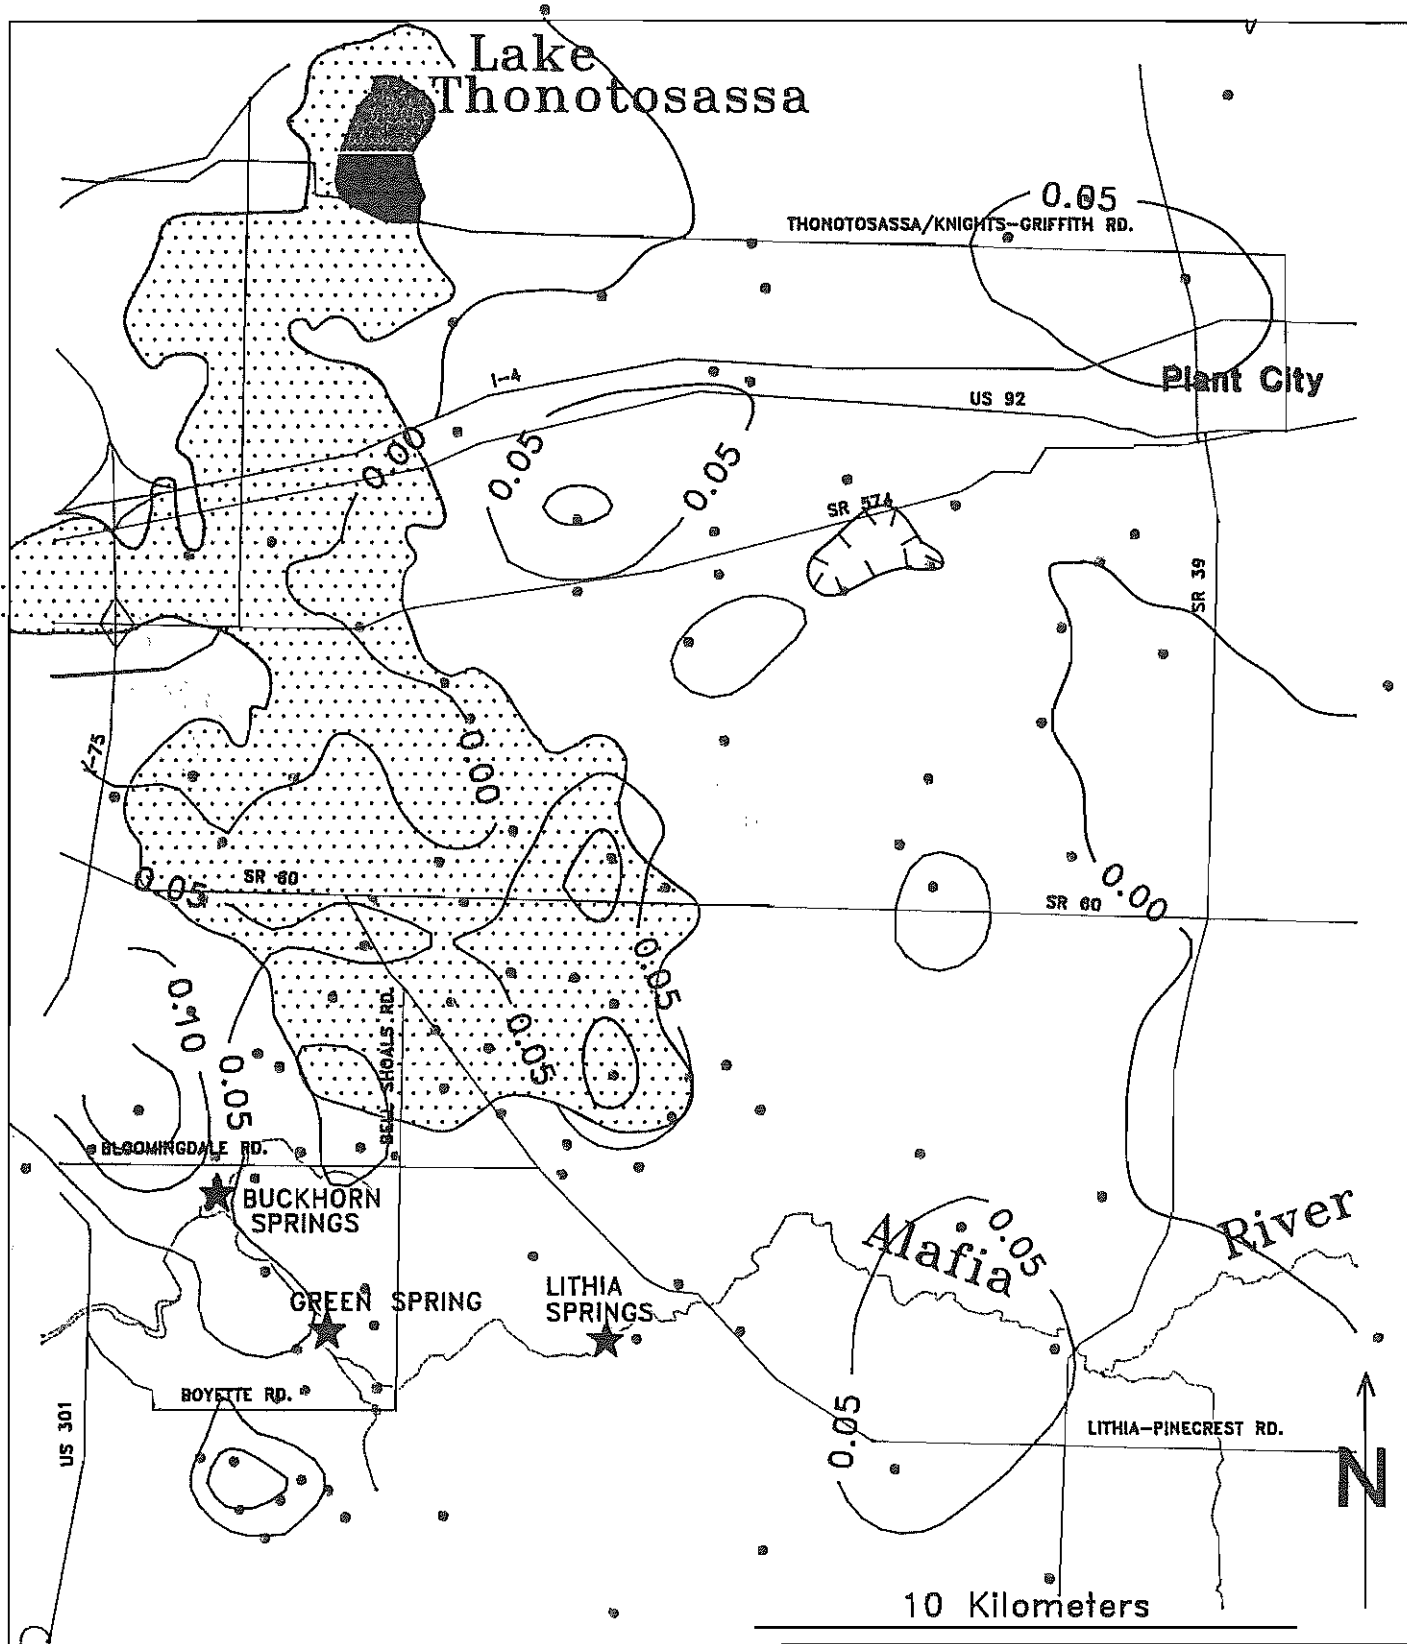 Lake
Thonotosassa
0.05
THONOTOSASSA/KNIGHTS-GRIFFITH RD.
I-4
Plant City
US 92
0.00
0.05
0.05
SR 574
SR 39
I-75
0.00
0.05
SR 60
0.00
SR 60
0.05
0.10
BELL SHOALS RD.
0.05
0.05
BLOOMINGDALE RD.
BUCKHORN
SPRINGS
Alafia
0.05
River
GREEN SPRING
LITHIA
SPRINGS
BOYETTE RD.
US 301
0.05
LITHIA-PINECREST RD.
N
10 Kilometers